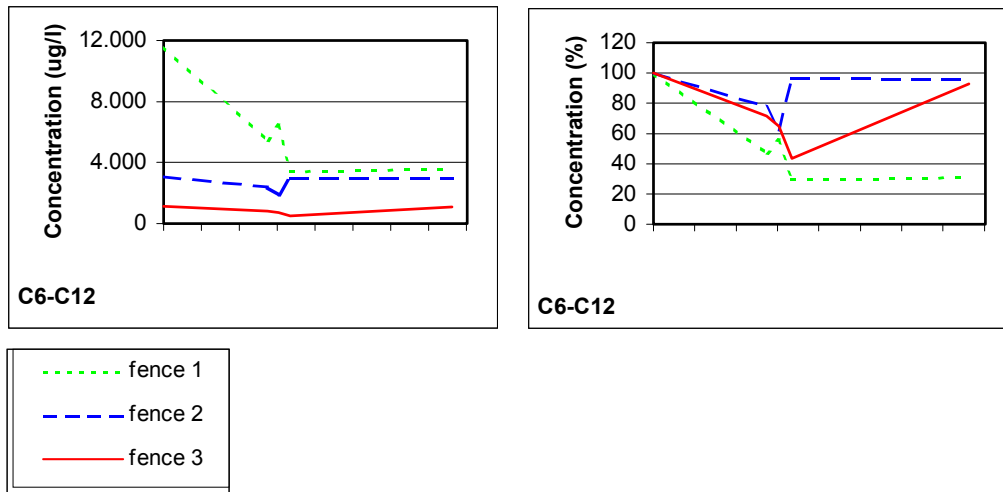 Concentration (ug/l)
12.000
8.000
4.000
0
C6-C12
Concentration (%)
120
100
80
60
40
20
0
C6-C12
fence 1
fence 2
fence 3